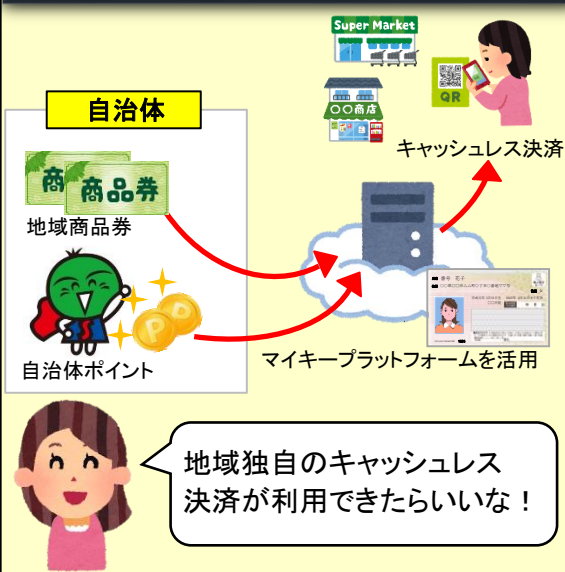 Super Market
〇〇商店
QR
キャッシュレス決済
自治体
商品券
地域商品券
自治体ポイント
マイキープラットフォームを活用
地域独自のキャッシュレス
決済が利用できたらいいな！